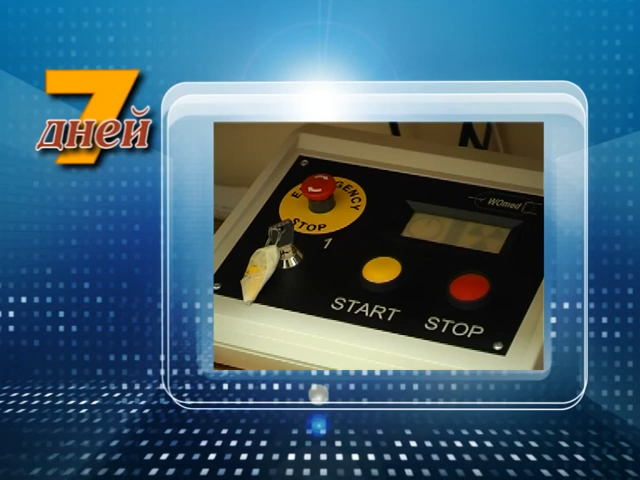 7
дней
EMERGENCY
STOP
1
WOmed
START
STOP